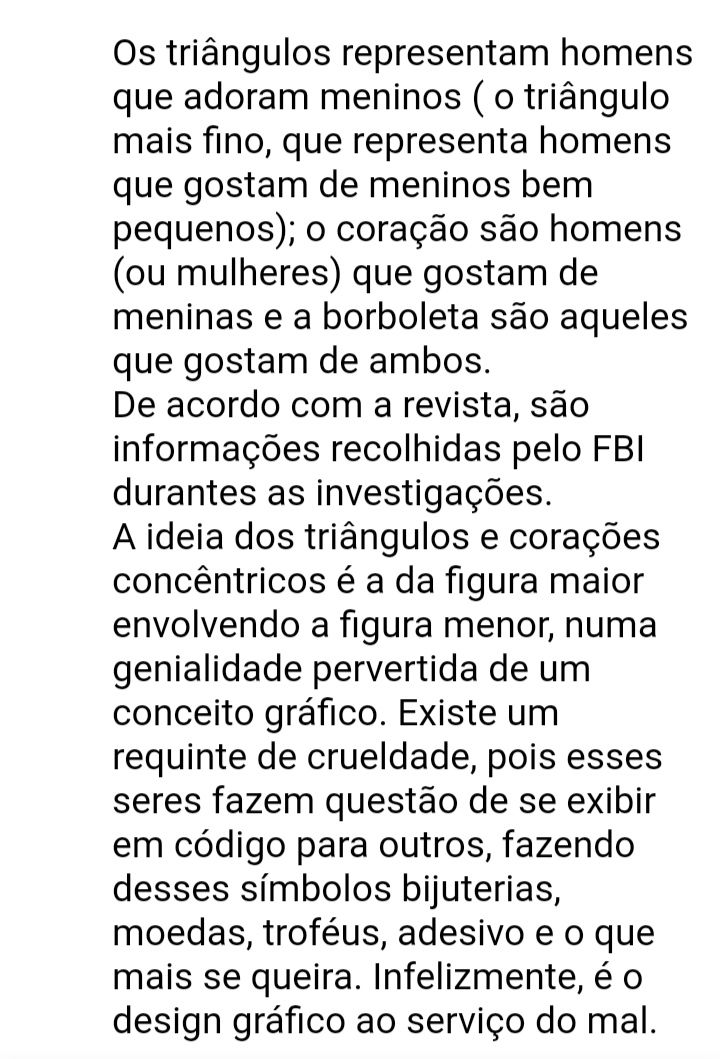 Os triângulos representam homens
que adoram meninos ( o triângulo
mais fino, que representa homens
que gostam de meninos bem
pequenos); o coração são homens
(ou mulheres) que gostam de
meninas e a borboleta são aqueles
que gostam de ambos.
De acordo com a revista, são
informações recolhidas pelo FBI
durantes as investigações.
A ideia dos triângulos e corações
concêntricos é a da figura maior
envolvendo a figura menor, numa
genialidade pervertida de um
conceito gráfico. Existe um
requinte de crueldade, pois esses
seres fazem questão de se exibir
em código para outros, fazendo
desses símbolos bijuterias,
moedas, troféus, adesivo e o que
mais se queira. Infelizmente, é o
design gráfico ao serviço do mal.